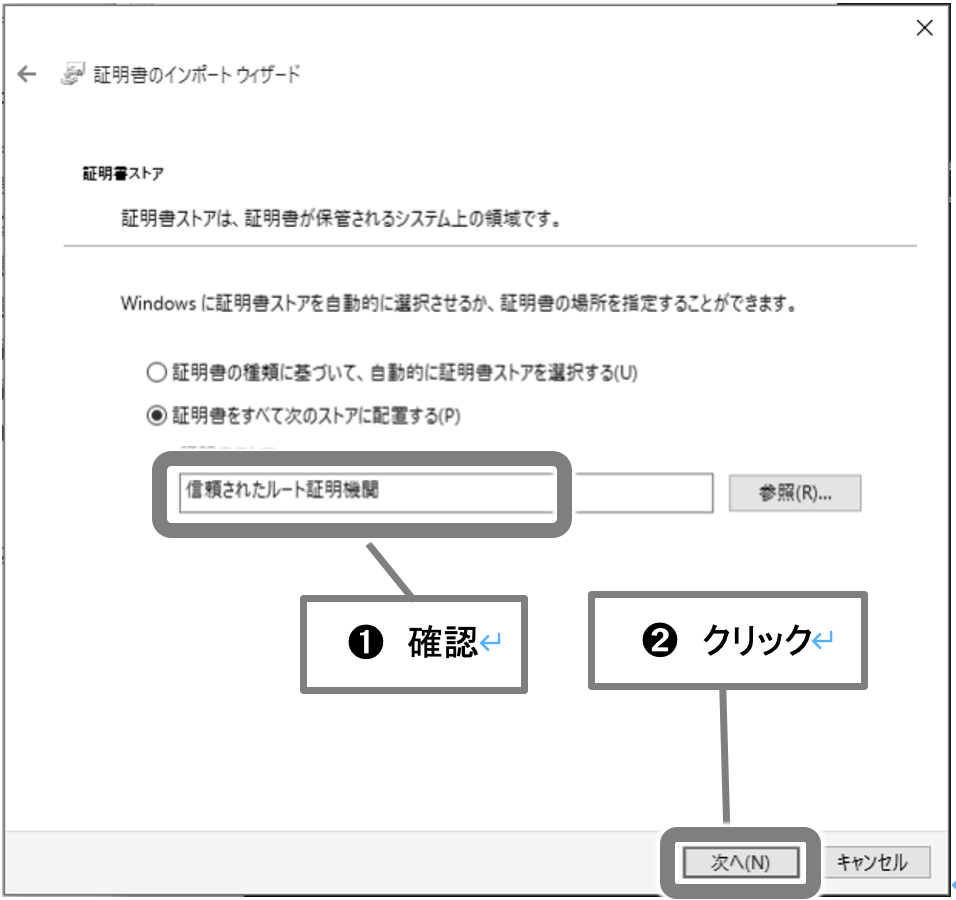 証明書のインポート ウィザード
証明書ストア
証明書ストアは、証明書が保管されるシステム上の領域です。
Windows に証明書ストアを自動的に選択させるか、証明書の場所を指定することができます。
証明書の種類に基づいて、自動的に証明書ストアを選択する(U)
証明書をすべて次のストアに配置する(P)
信頼されたルート証明機関
参照(R)...
❶ 確認↵
❷ クリック↵
次へ(N)
キャンセル